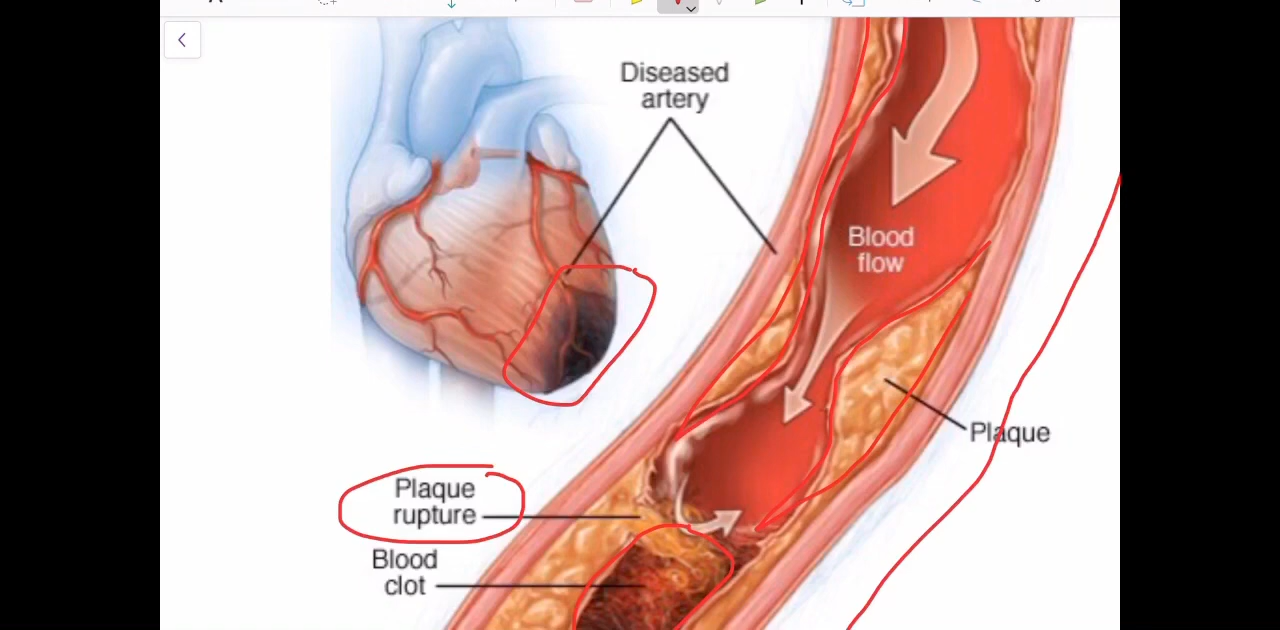 Diseased
artery
Blood
flow
Plaque
Plaque
rupture
Blood
clot